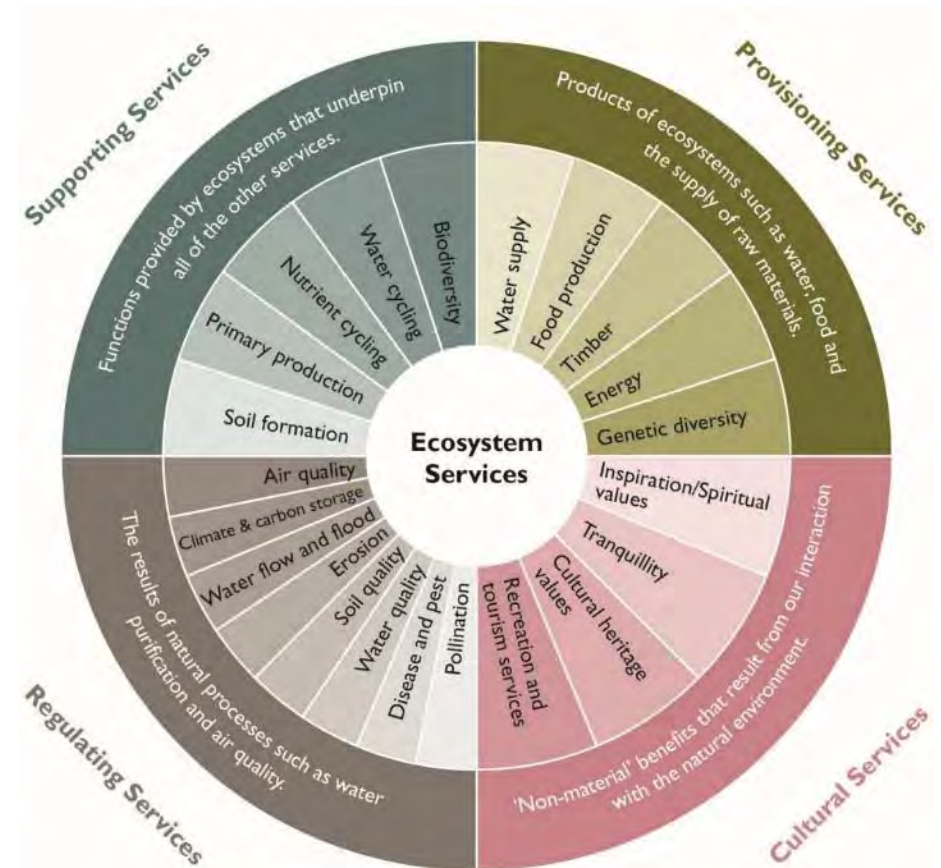 Supporting Services
Functions provided by ecosystems that underpin
all of the other services.
Soil formation
Primary production
Nutrient cycling
Water cycling
Biodiversity
Provisioning Services
Products of ecosystems such as water, food and
the supply of raw materials.
Water supply
Food production
Timber
Energy
Genetic diversity
Ecosystem
Services
Cultural Services
'Non-material' benefits that result from our interaction
with the natural environment.
Inspiration/Spiritual
values
Tranquillity
Cultural heritage
values
Recreation and
tourism services
Regulating Services
The results of natural processes such as water
purification and air quality.
Air quality
Climate & carbon storage
Water flow and flood
Erosion
Soil quality
Water quality
Disease and pest
Pollination